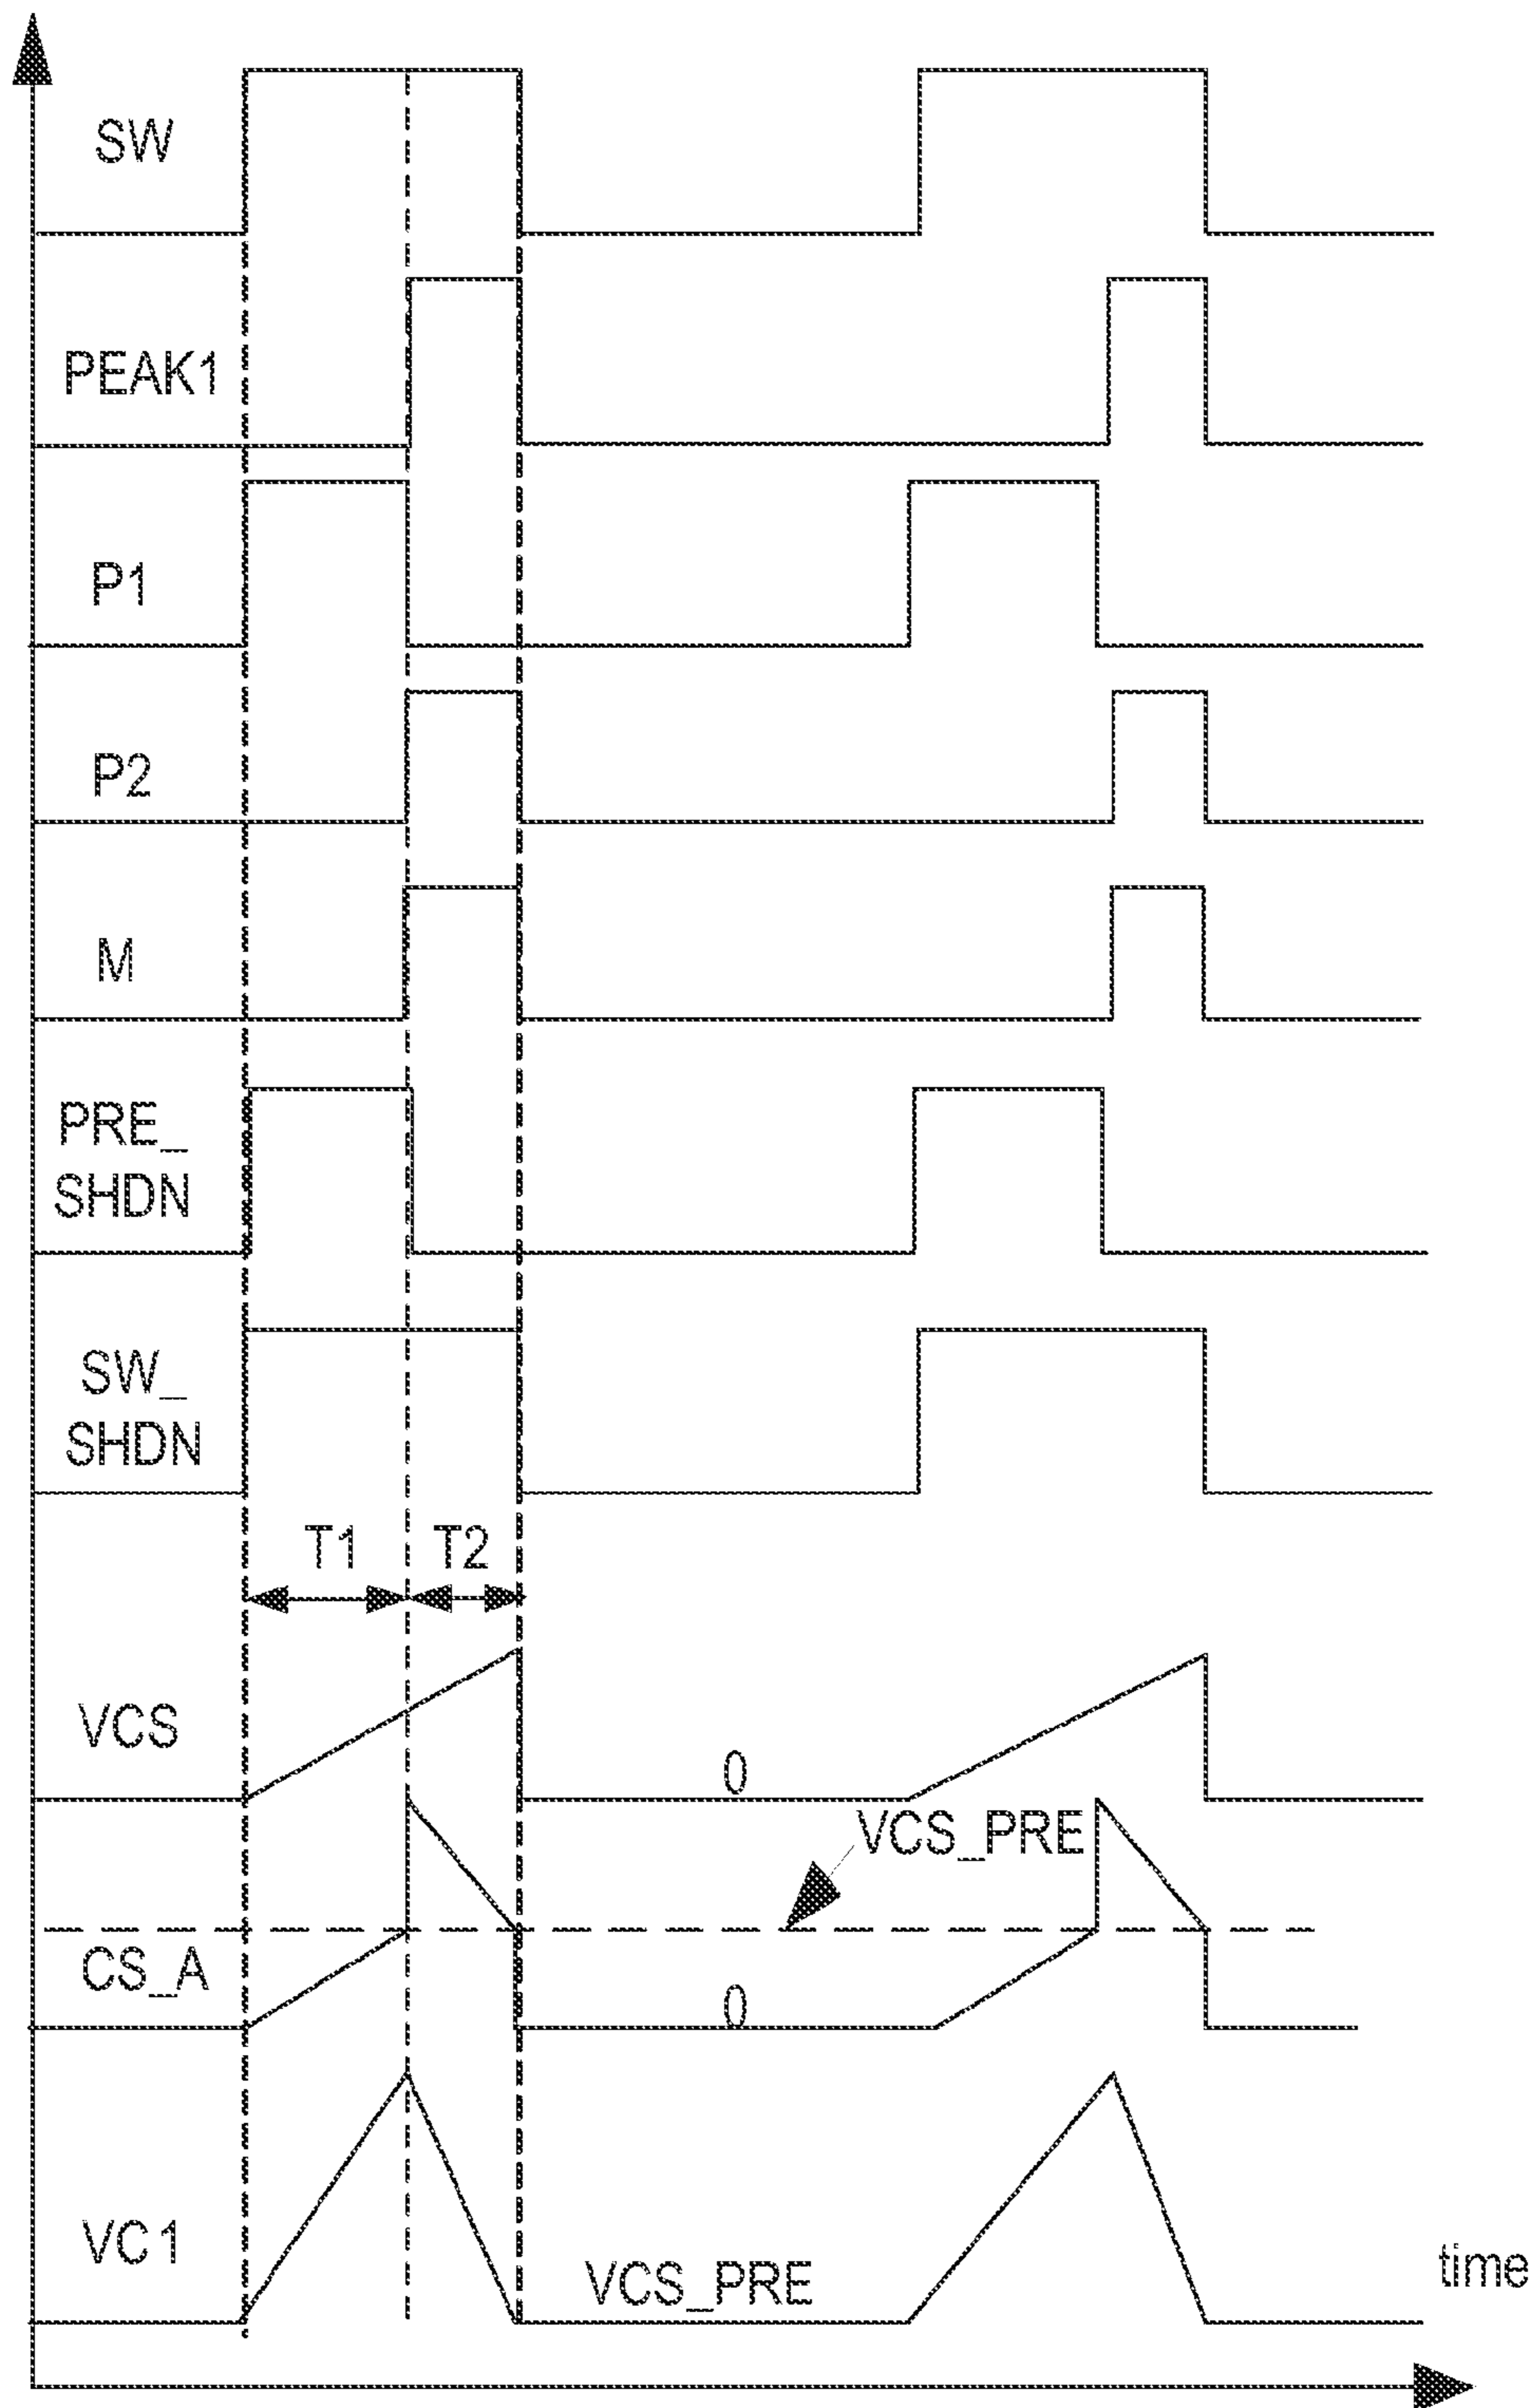 SW
PEAK1
P1
P2
M
PRE_
SHDN
SW_
SHDN
T1 T2
VCS
0
VCS_PRE
CS_A
0
VC1
VCS_PRE
time